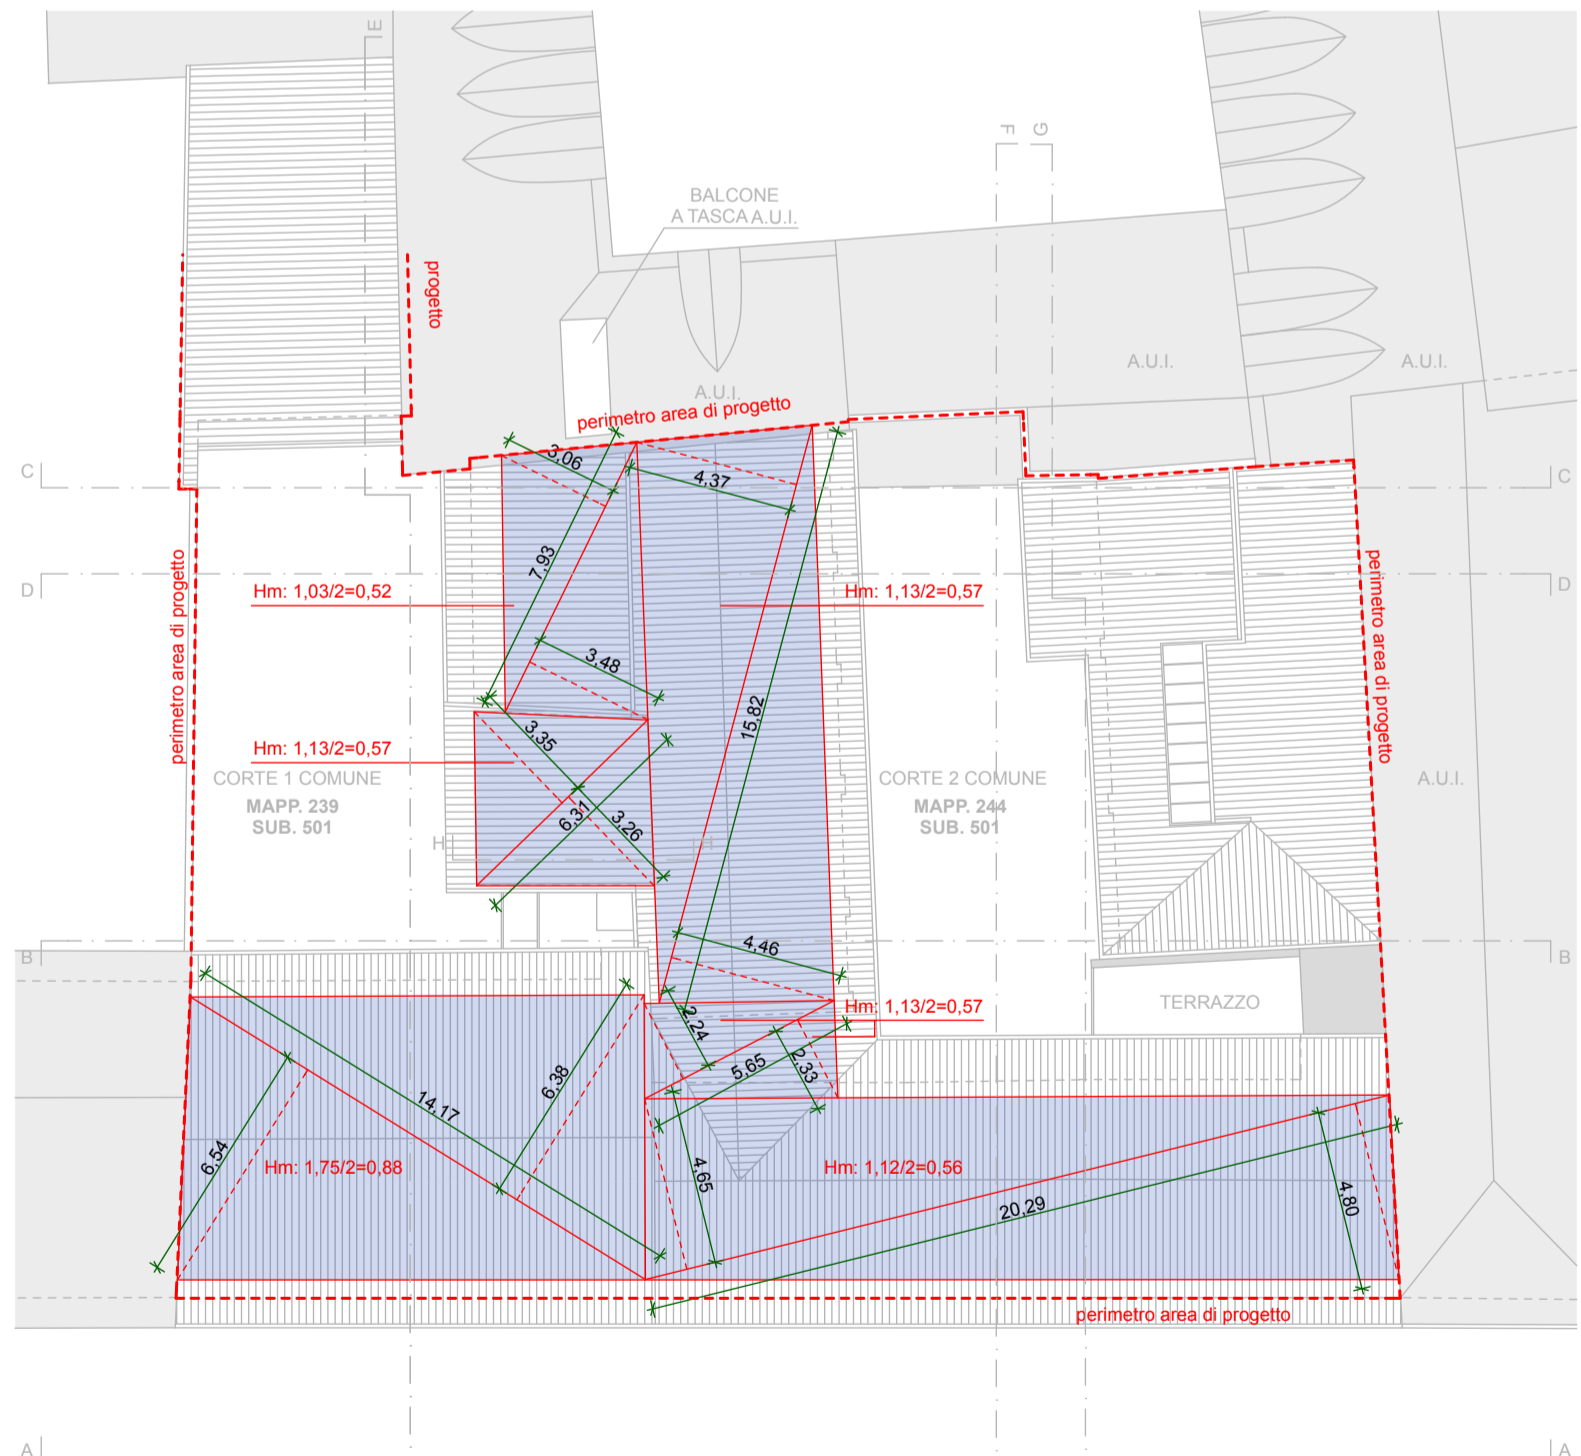 E
F
G
BALCONE
A TASCA A.U.I.
progetto
A.U.I.
A.U.I.
A.U.I.
perimetro area di progetto
C
C
3,06
4,37
7,93
D
D
Hm: 1,03/2=0,52
Hm: 1,13/2=0,57
perimetro area di progetto
perimetro area di progetto
3,48
15,82
3,35
Hm: 1,13/2=0,57
CORTE 1 COMUNE
MAPP. 239
SUB. 501
CORTE 2 COMUNE
MAPP. 244
SUB. 501
A.U.I.
6,31
3,26
H
H
4,46
B
B
TERRAZZO
Hm: 1,13/2=0,57
2,24
5,65
2,33
6,38
14,17
6,54
Hm: 1,75/2=0,88
Hm: 1,12/2=0,56
4,65
20,29
4,80
perimetro area di progetto
A
A